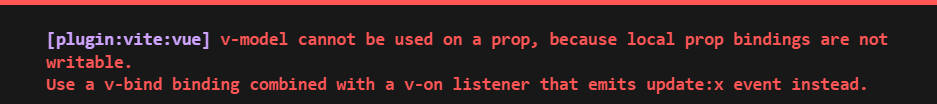 [plugin:vite:vue] v-model cannot be used on a prop, because local prop bindings are not
writable.
Use a v-bind binding combined with a v-on listener that emits update:x event instead.